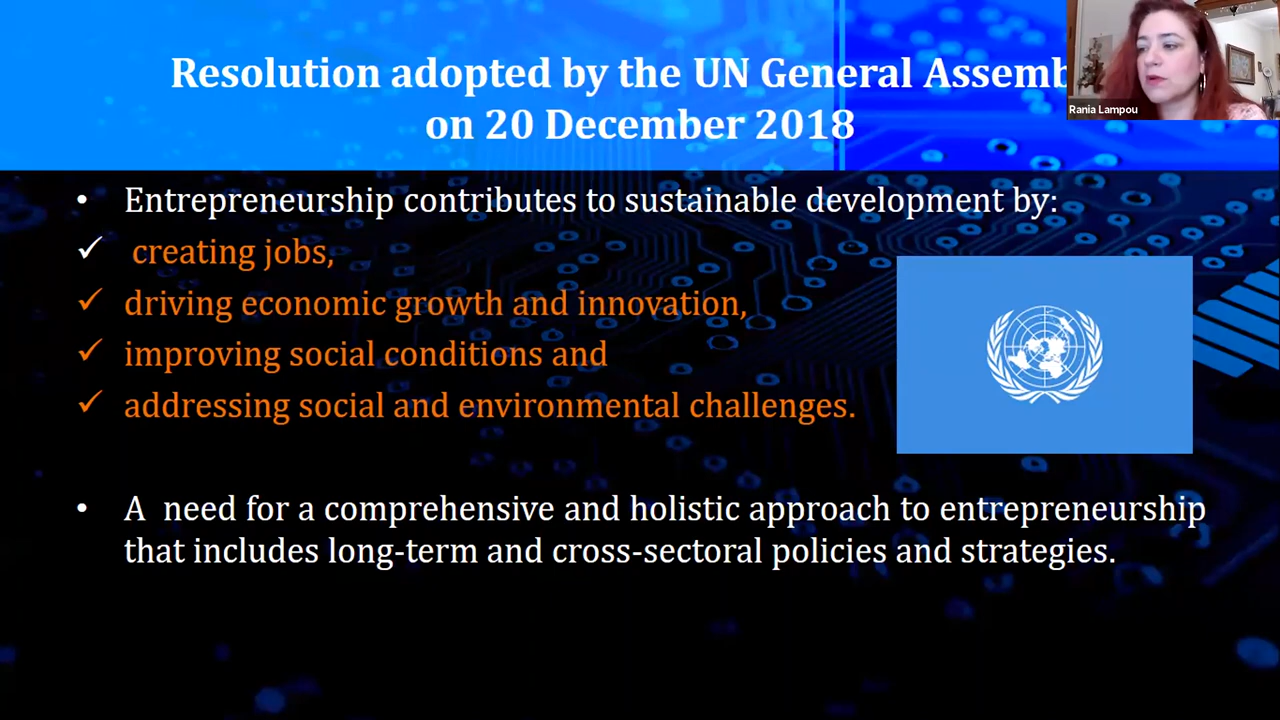 Resolution adopted by the UN General Assemb
on 20 December 2018
Rania Lampou
• Entrepreneurship contributes to sustainable development by:
✓ creating jobs,
✓ driving economic growth and innovation,
✓ improving social conditions and
✓ addressing social and environmental challenges.
• A need for a comprehensive and holistic approach to entrepreneurship
that includes long-term and cross-sectoral policies and strategies.